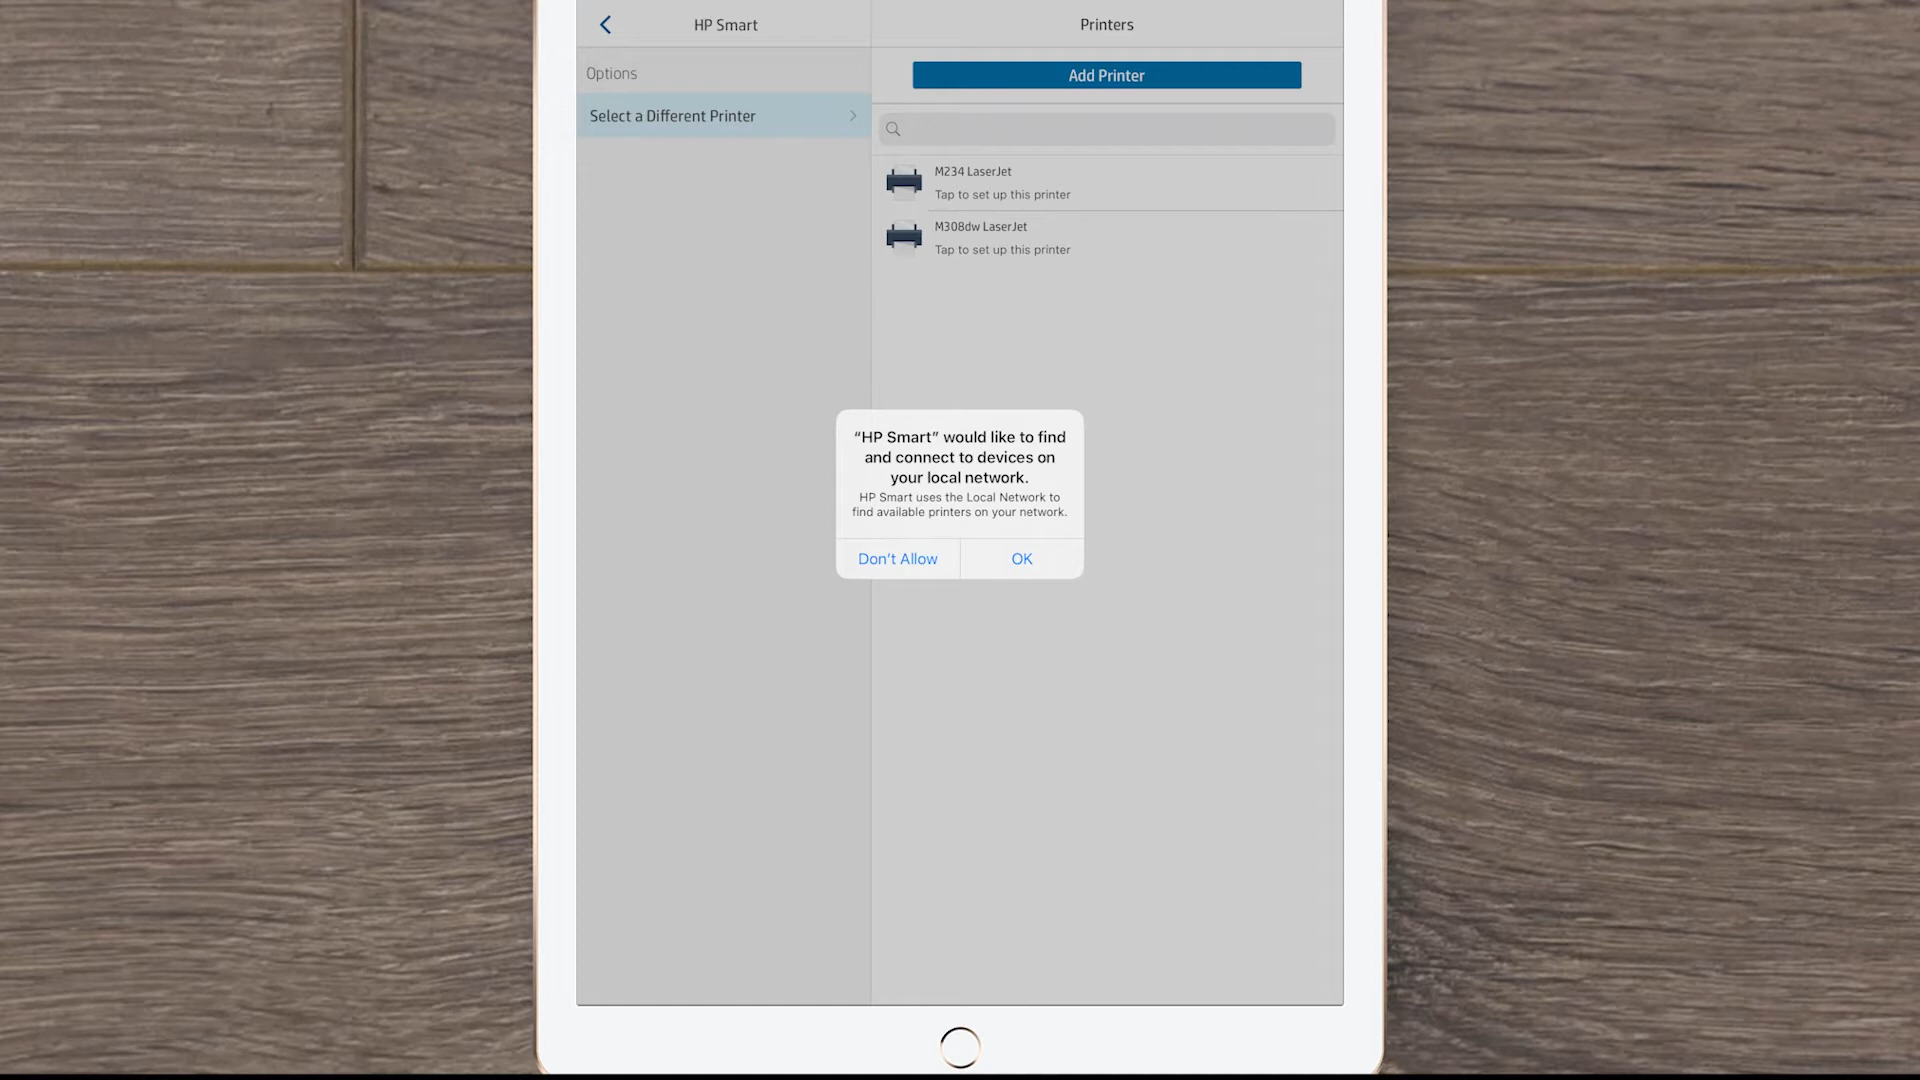 HP Smart
Printers
Options
Add Printer
Select a Different Printer
M234 LaserJet
Tap to set up this printer
M308dw LaserJet
Tap to set up this printer
“HP Smart” would like to find
and connect to devices on
your local network.
HP Smart uses the Local Network to
find available printers on your network.
Don’t Allow
OK